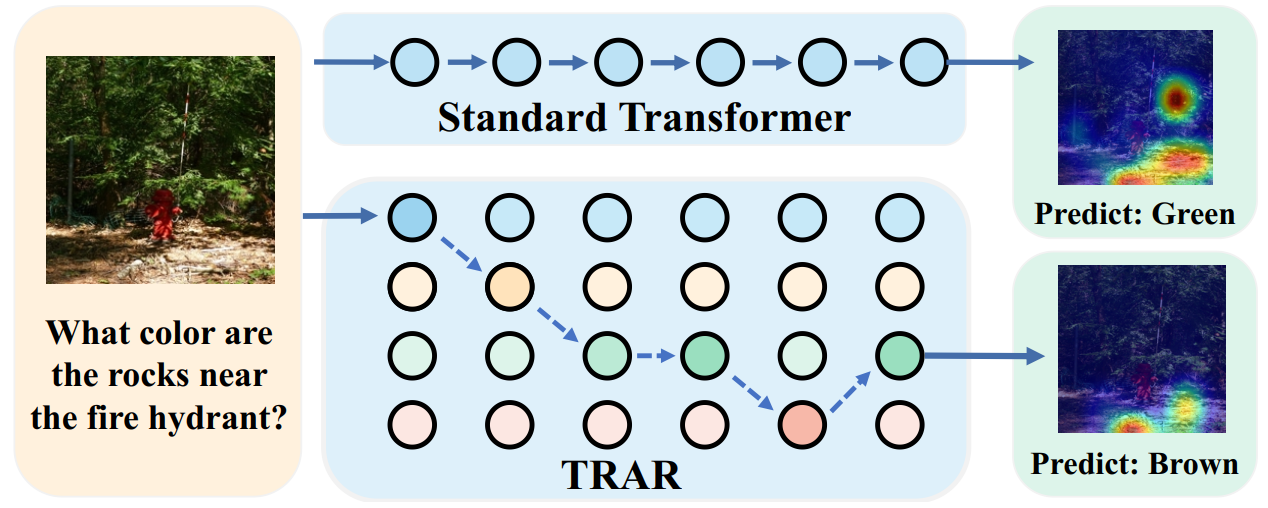 What color are
the rocks near
the fire hydrant?
Standard Transformer
TRAR
Predict: Green
Predict: Brown